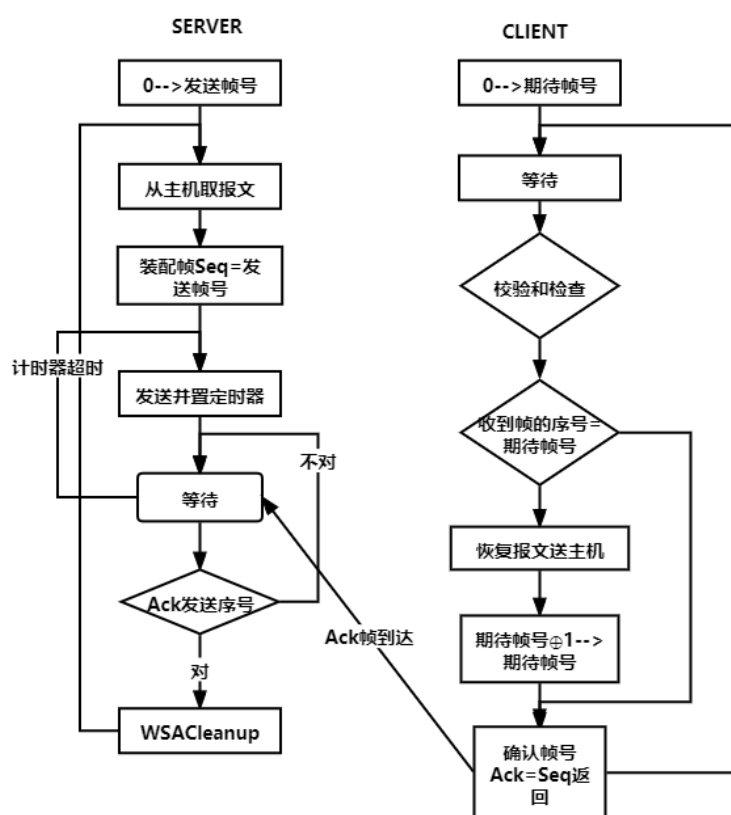 SERVER
0-->发送帧号
从主机取报文
装配帧Seq=发
送帧号
计时器超时
发送并置定时器
不对
等待
Ack发送序号
对
WSACleanup
Ack帧到达
CLIENT
0-->期待帧号
等待
校验和检查
收到帧的序号=
期待帧号
恢复报文送主机
期待帧号⊕1-->
期待帧号
确认帧号
Ack=Seq返
回